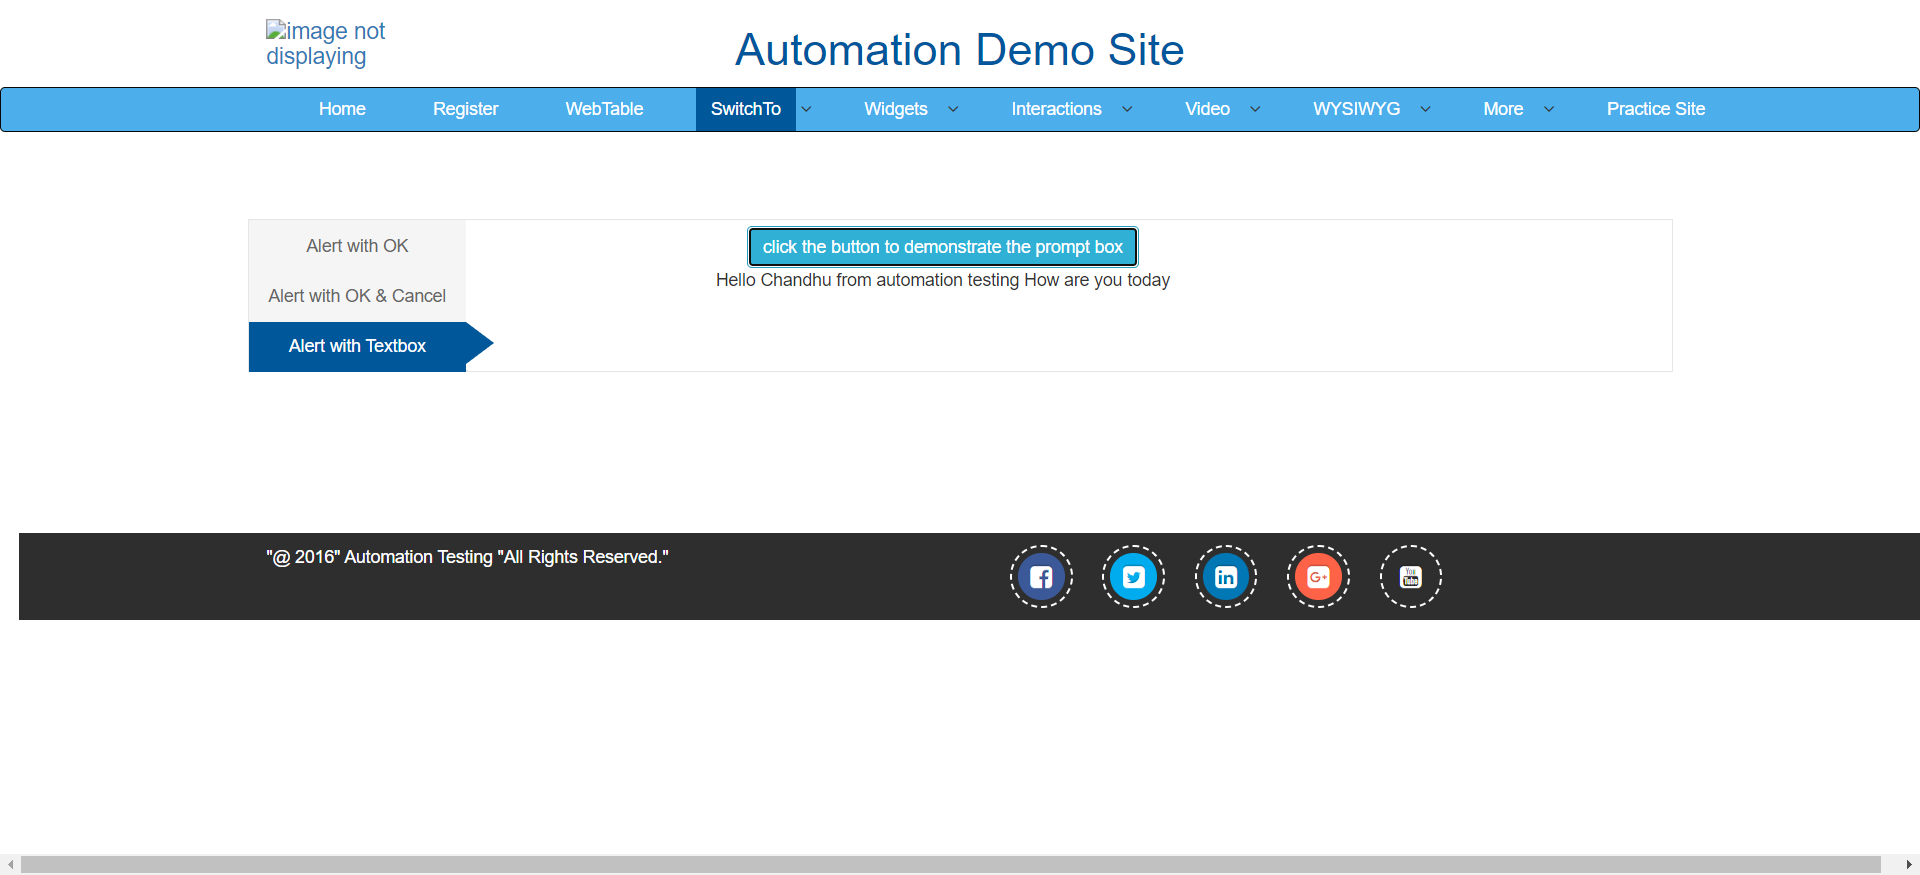 image not
displaying
Automation Demo Site
Home Register WebTable SwitchTo Widgets Interactions Video WYSIWYG More Practice Site
Alert with OK
Alert with OK & Cancel
Alert with Textbox
click the button to demonstrate the prompt box
Hello Chandhu from automation testing How are you today
"@ 2016" Automation Testing "All Rights Reserved."
You
Tube